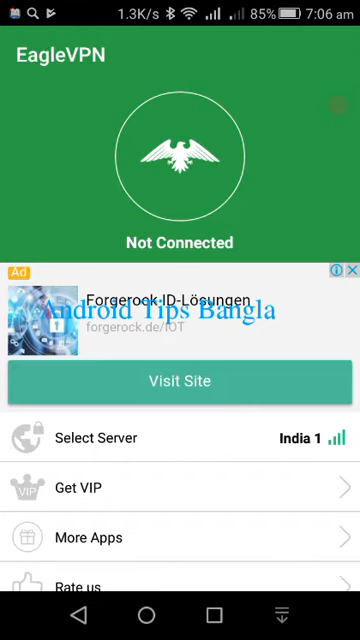 1.3K/s 85% 7:06 am
EagleVPN
Not Connected
Ad
Forgerock-ID-Lösungen
Android Tips Bangla
forgerock.de/IOT
Visit Site
Select Server India 1
VIP Get VIP
More Apps
Rate us